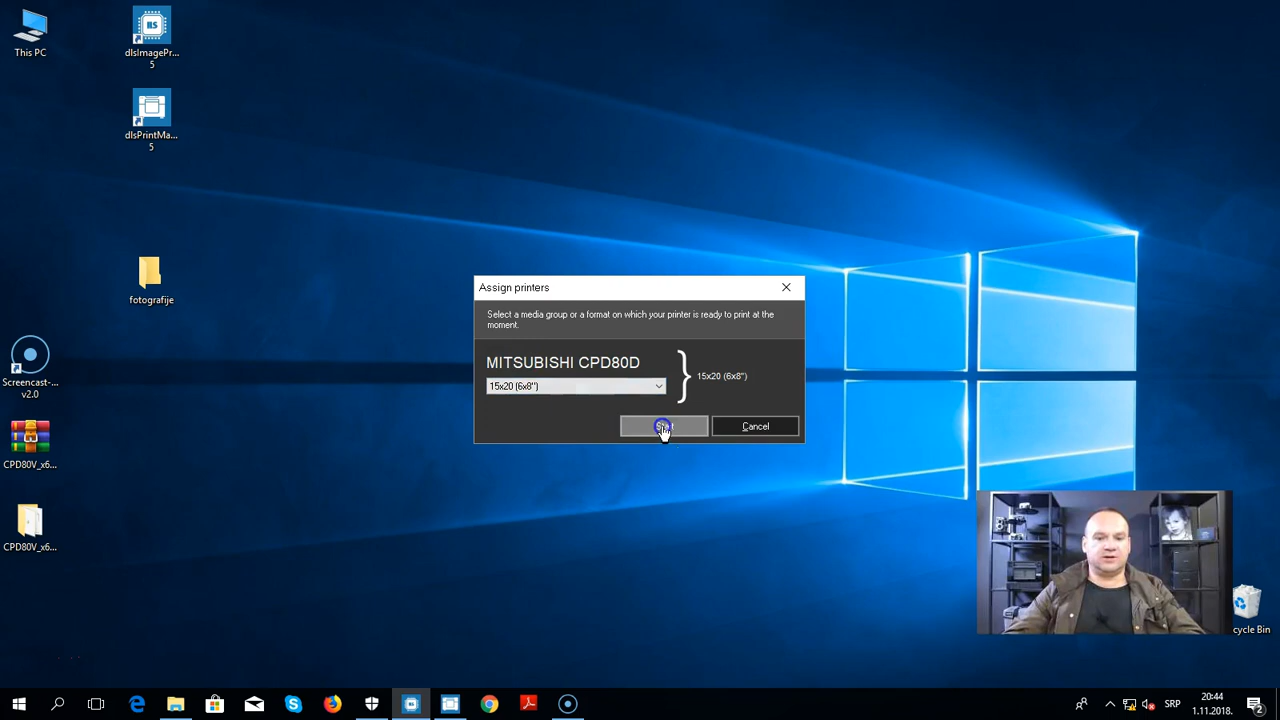 This PC
dlsImagePr...
5
dlsPrintMa...
5
fotografije
Screencast-...
v2.0
CPD80V_x6...
CPD80V_x6...
Assign printers
Select a media group or a format on which your printer is ready to print at the
moment.
MITSUBISHI CPD80D
15x20 (6x8")
15x20 (6x8")
Cancel
cycle Bin
SRP
20:44
1.11.2018.
2